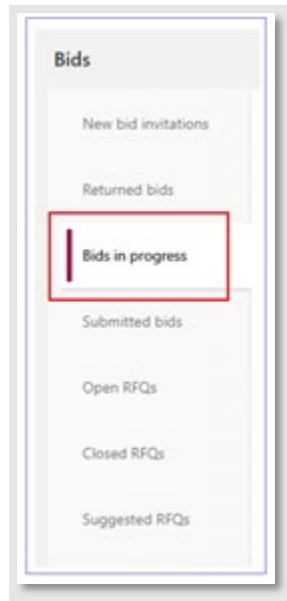 Bids
New bid invitations
Returned bids
Bids in progress
Submitted bids
Open RFQs
Closed RFQs
Suggested RFQs